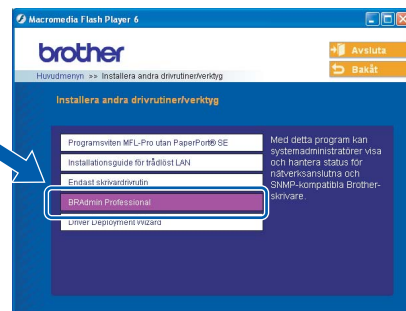 Macromedia Flash Player 6
brother
Avsluta
Huvudmenyn >> Installera andra drivrutiner/verktyg
Bakåt
Installera andra drivrutiner/verktyg
Programsviten MFL-Pro utan PaperPort® SE
Installationsguide för trådlöst LAN
Endast skrivardrivrutin
BRAdmin Professional
Driver Deployment Wizard
Med detta program kan
systemadministratörer visa
och hantera status för
nätverksanslutna och
SNMP-kompatibla Brother-
skrivare.